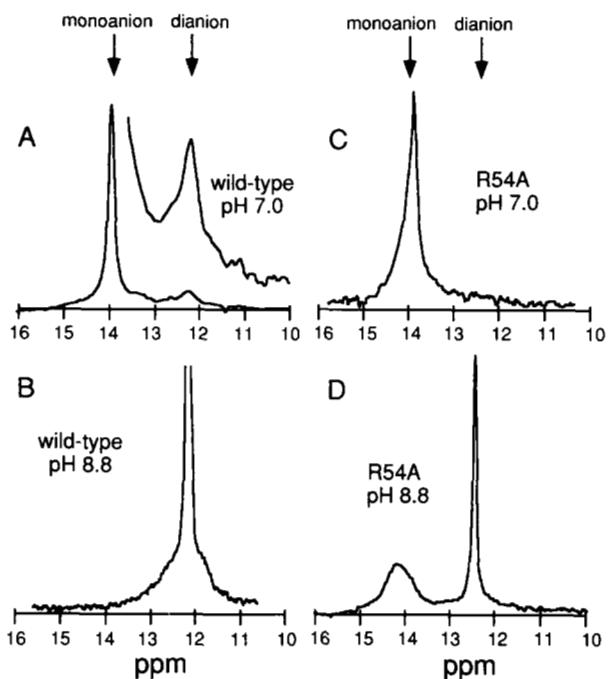 monoanion dianion
A
wild-type
pH 7.0
16 15 14 13 12 11 10
monoanion dianion
C
R54A
pH 7.0
16 15 14 13 12 11 10
B
wild-type
pH 8.8
16 15 14 13 12 11 10
ppm
D
R54A
pH 8.8
16 15 14 13 12 11 10
ppm